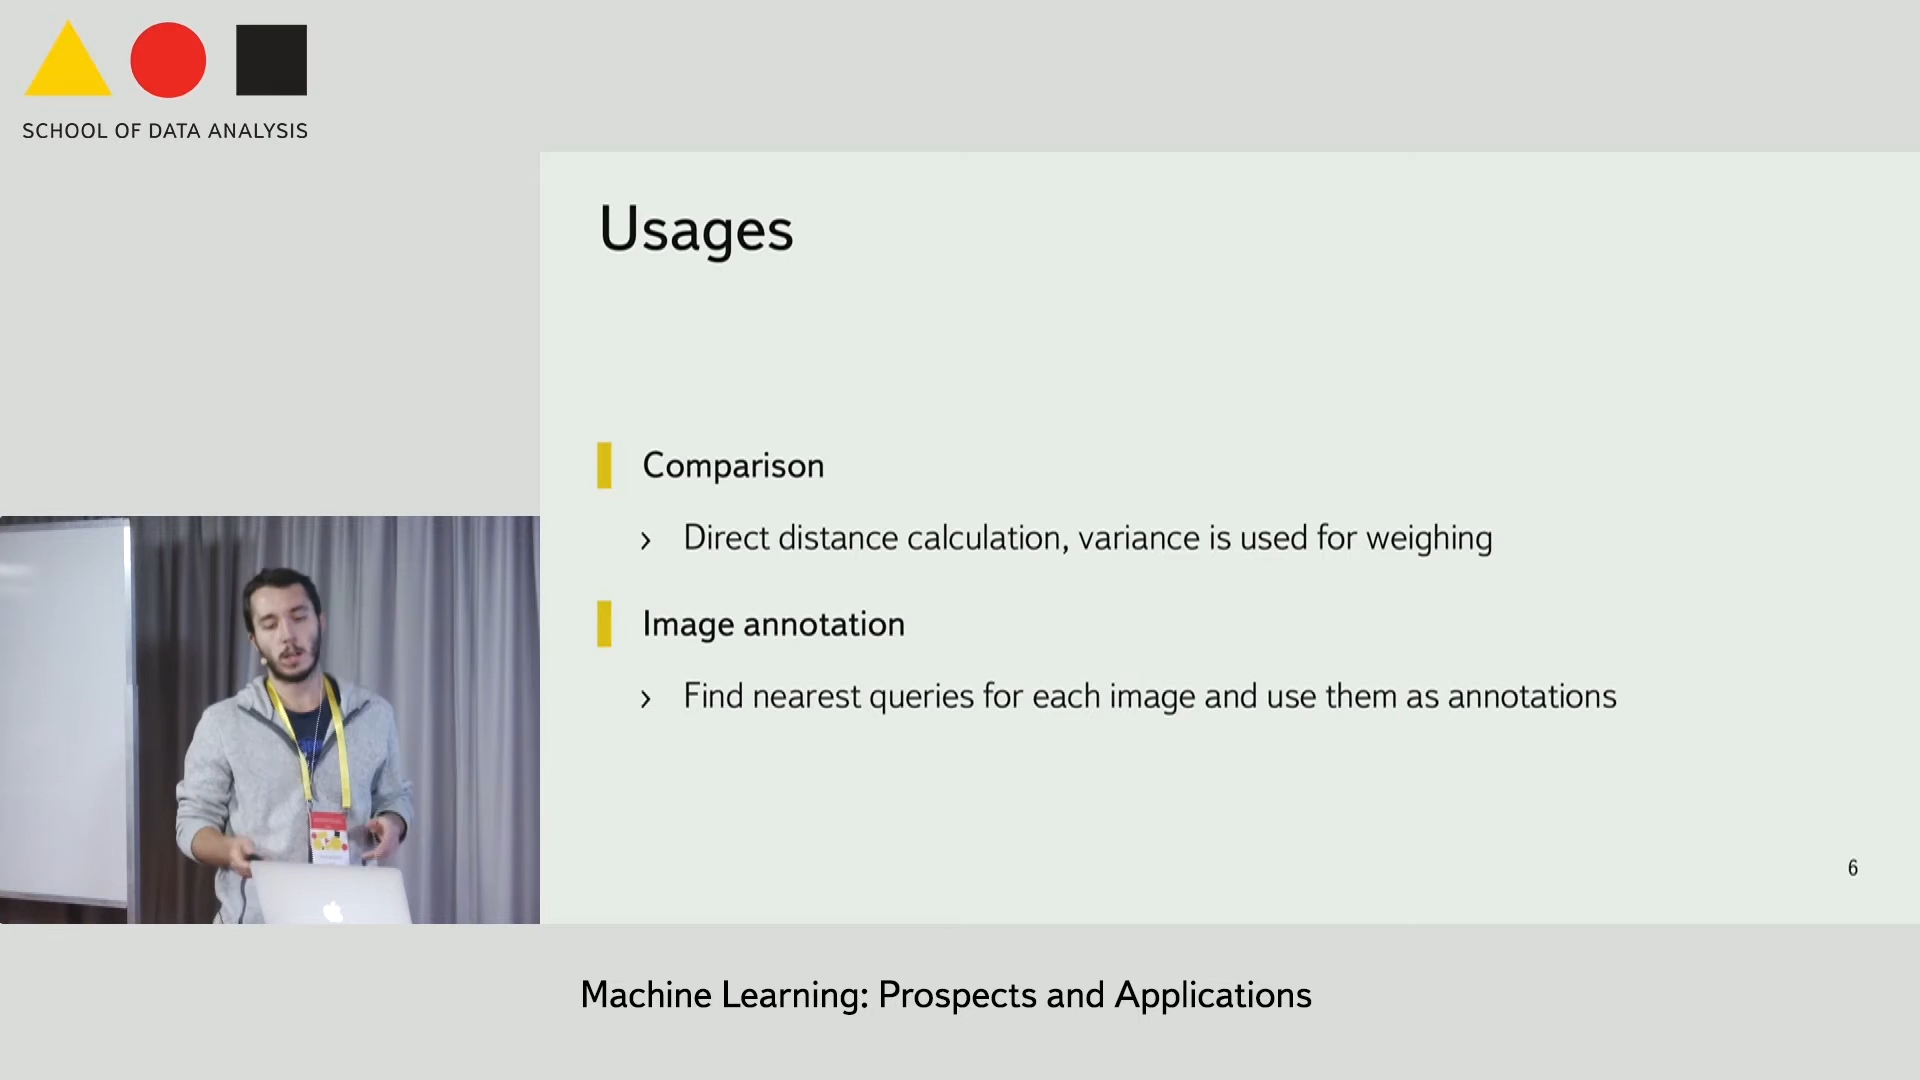 SCHOOL OF DATA ANALYSIS
Usages
Comparison
› Direct distance calculation, variance is used for weighing
Image annotation
› Find nearest queries for each image and use them as annotations
6
Machine Learning: Prospects and Applications